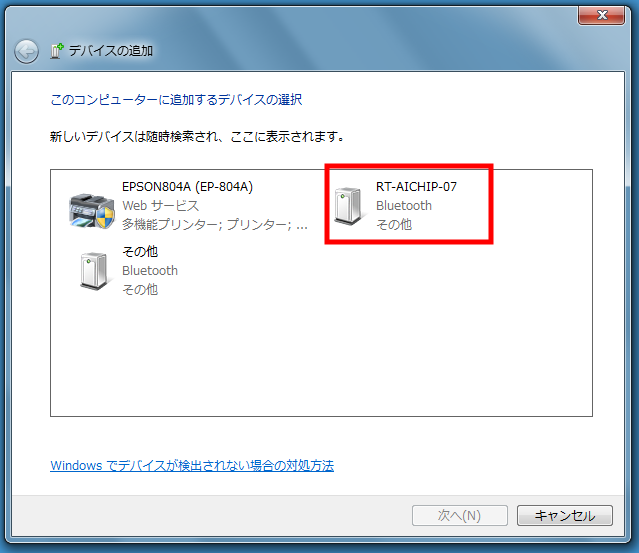 デバイスの追加
このコンピューターに追加するデバイスの選択
新しいデバイスは随時検索され、ここに表示されます。
EPSON804A (EP-804A)
Web サービス
多機能プリンター; プリンター; ...
RT-AICHIP-07
Bluetooth
その他
その他
Bluetooth
その他
Windows でデバイスが検出されない場合の対処方法
次へ(N)
キャンセル